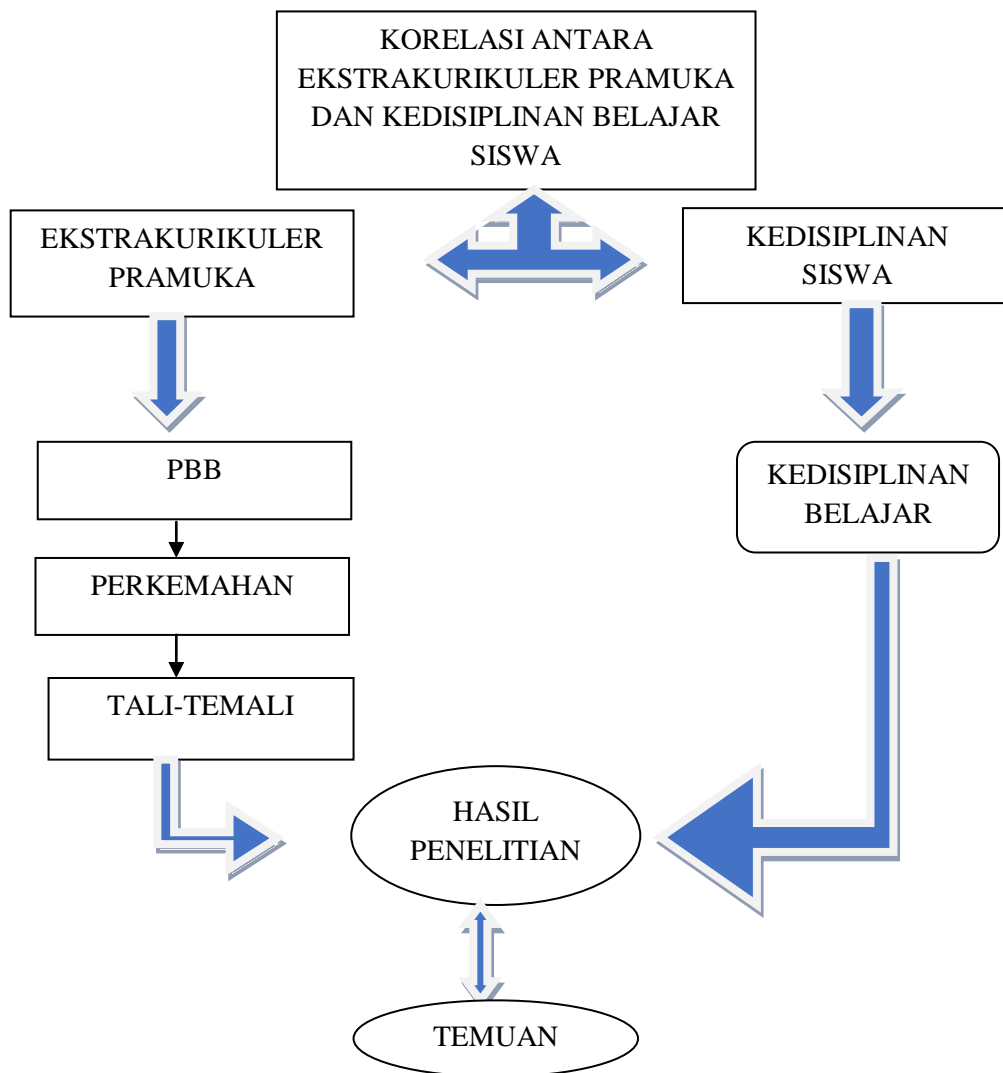 KORELASI ANTARA
EKSTRAKURIKULER PRAMUKA
DAN KEDISIPLINAN BELAJAR
SISWA
EKSTRAKURIKULER
PRAMUKA
KEDISIPLINAN
SISWA
PBB
KEDISIPLINAN
BELAJAR
PERKEMAHAN
TALI-TEMALI
HASIL
PENELITIAN
TEMUAN